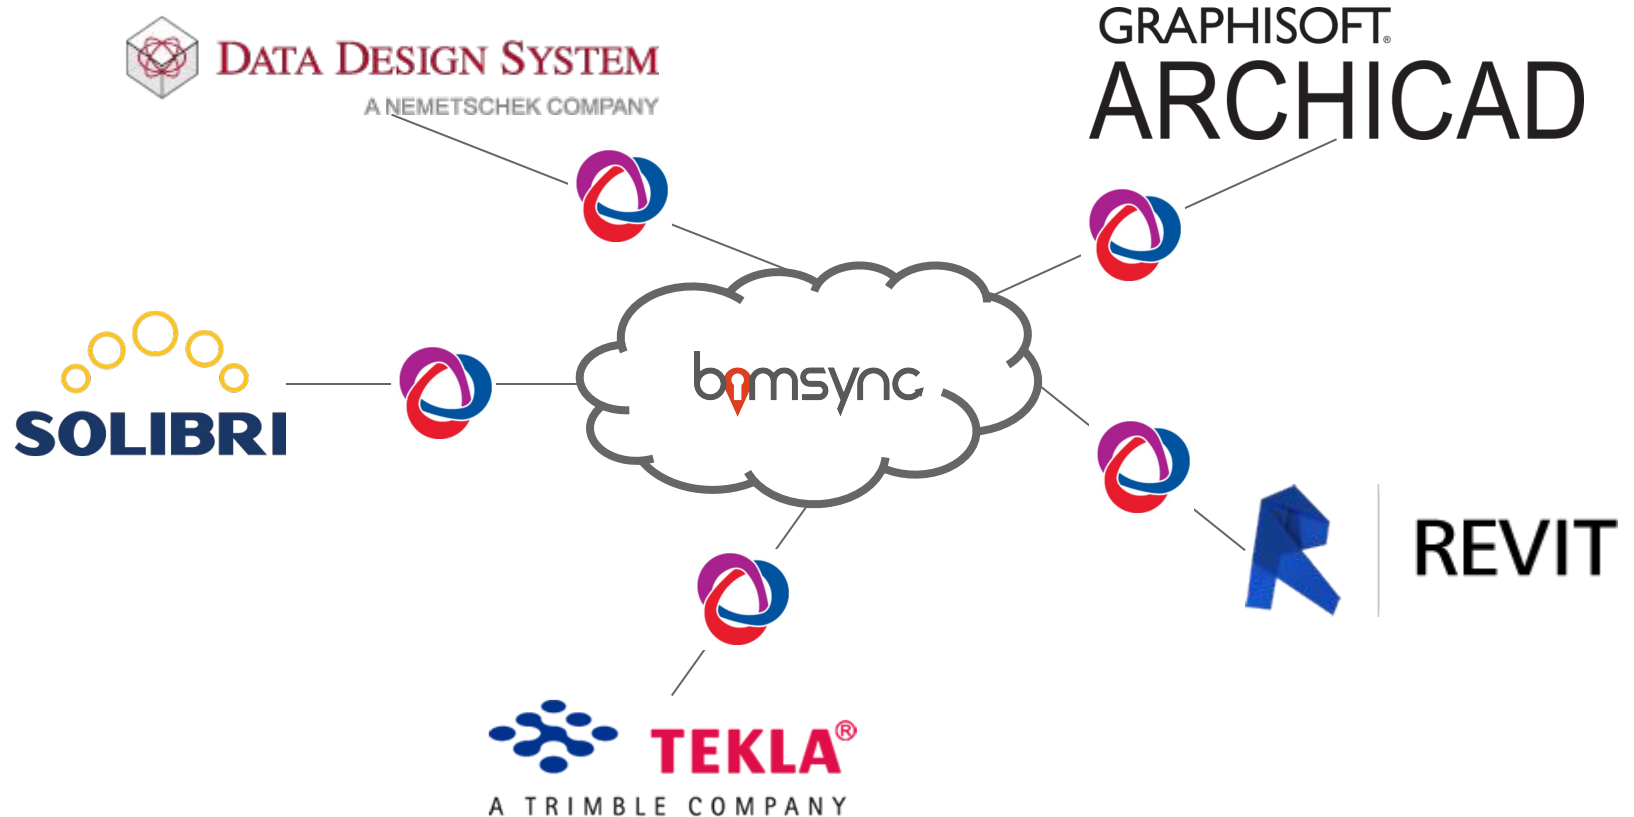 DATA DESIGN SYSTEM
A NEMETSCHEK COMPANY
GRAPHISOFT®
ARCHICAD
SOLIBRI
bimsync
REVIT
TEKLA®
A TRIMBLE COMPANY